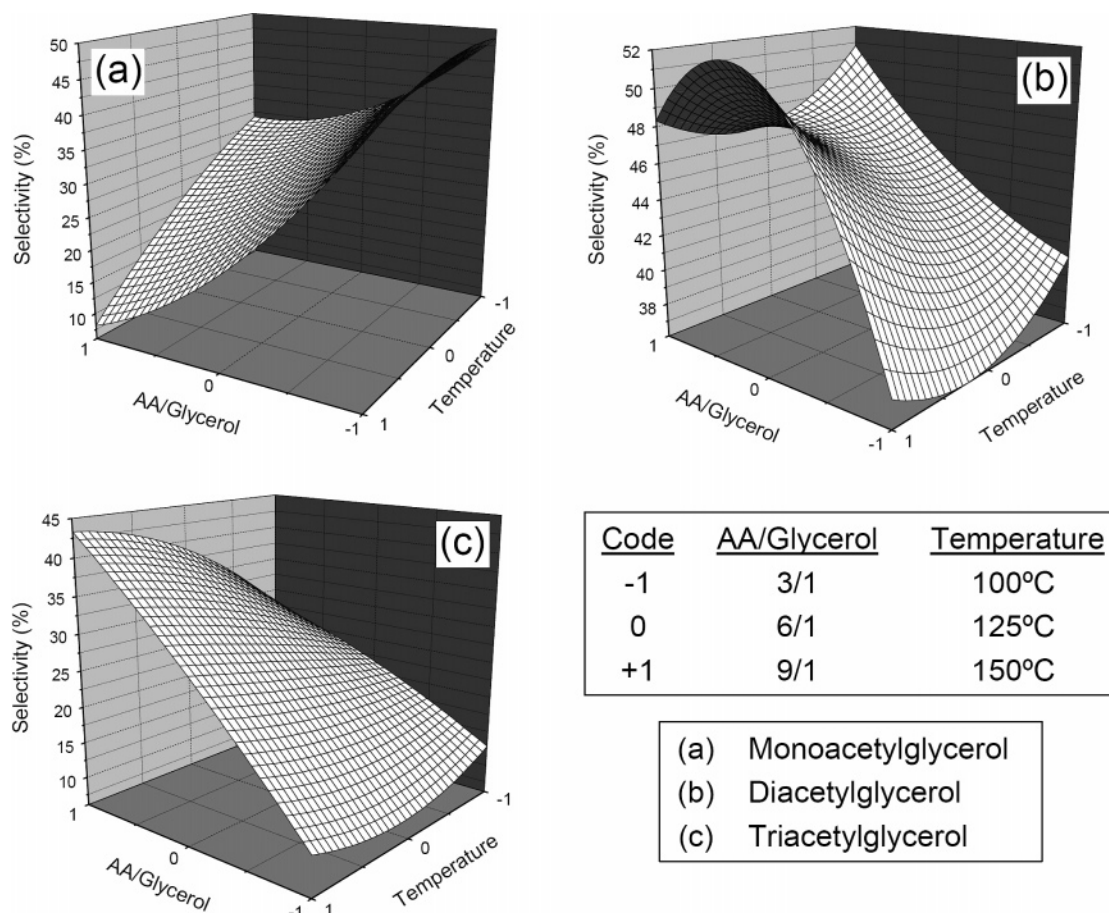 (a)
50
45
40
35
30
25
20
15
10
Selectivity (%)
1
0
-1
AA/Glycerol
1
0
-1
Temperature
(b)
52
50
48
46
44
42
40
38
Selectivity (%)
1
0
-1
AA/Glycerol
1
0
-1
Temperature
(c)
45
40
35
30
25
20
15
10
Selectivity (%)
1
0
-1
AA/Glycerol
1
0
-1
Temperature
Code AA/Glycerol Temperature
-1 3/1 100ºC
0 6/1 125ºC
+1 9/1 150ºC
(a) Monoacetylglycerol
(b) Diacetylglycerol
(c) Triacetylglycerol